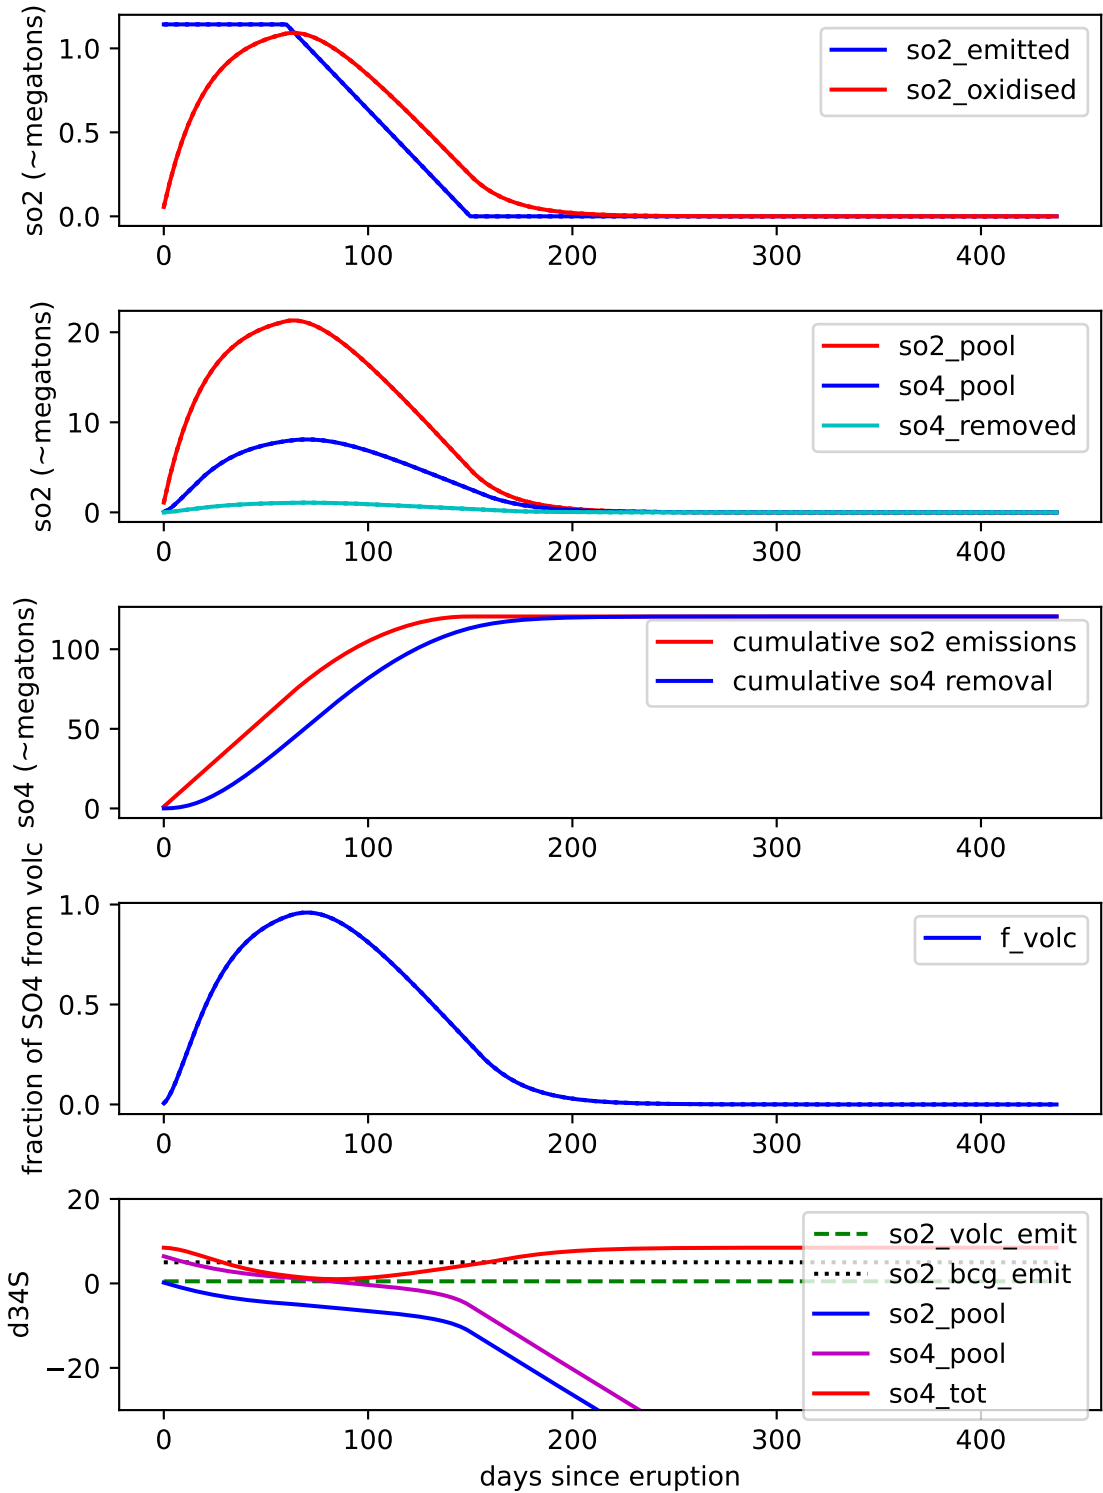 so2 (~megatons)
1.0
0.5
0.0
so2_emitted
so2_oxidised
0 100 200 300 400
so2 (~megatons)
20
10
0
so2_pool
so4_pool
so4_removed
0 100 200 300 400
so4 (~megatons)
100
50
0
cumulative so2 emissions
cumulative so4 removal
0 100 200 300 400
fraction of SO4 from volc
1.0
0.5
0.0
f_volc
0 100 200 300 400
d34S
20
0
−20
so2_volc_emit
so2_bcg_emit
so2_pool
so4_pool
so4_tot
0 100 200 300 400
days since eruption